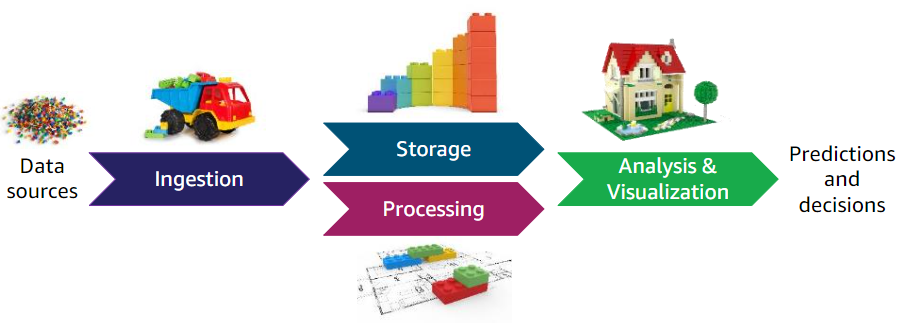 Data
sources
Ingestion
Storage
Processing
Analysis &
Visualization
Predictions
and
decisions